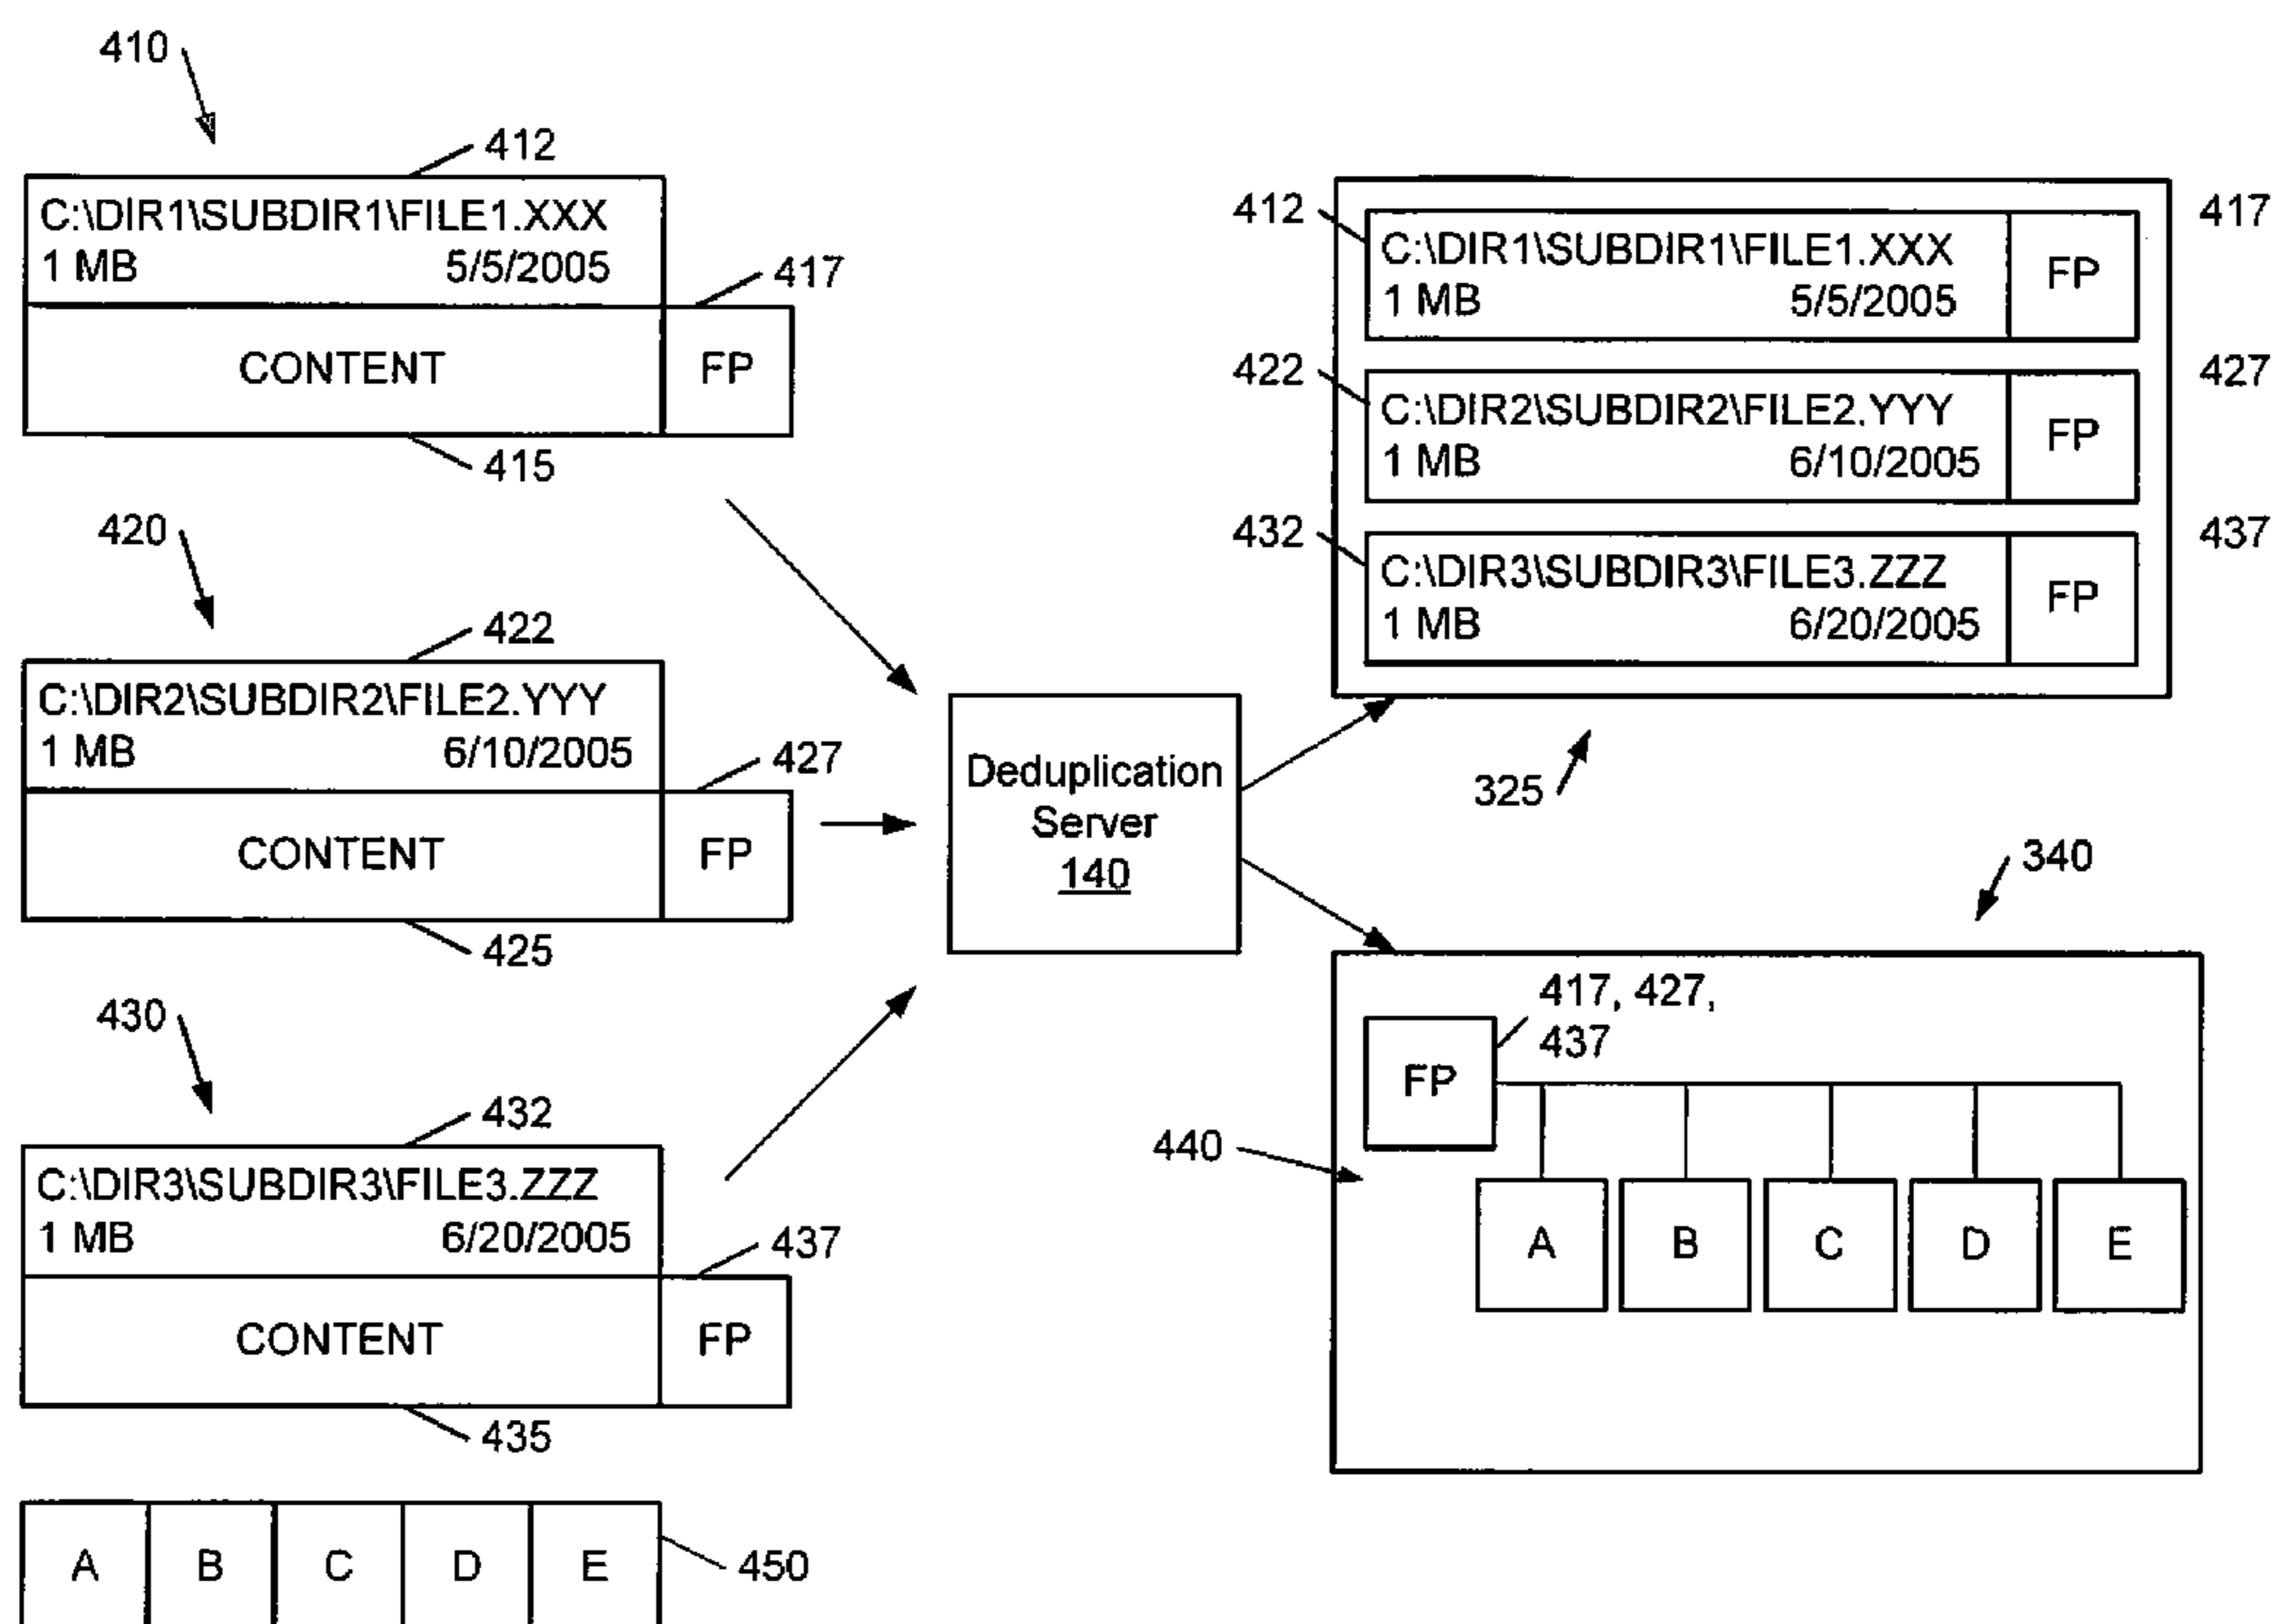 410
412
C:\DIR1\SUBDIR1\FILE1.XXX
1 MB 5/5/2005
417
CONTENT FP
415
420
422
C:\DIR2\SUBDIR2\FILE2.YYY
1 MB 6/10/2005
427
CONTENT FP
425
430
432
C:\DIR3\SUBDIR3\FILE3.ZZZ
1 MB 6/20/2005
437
CONTENT FP
435
A B C D E
450
Deduplication
Server
140
412
C:\DIR1\SUBDIR1\FILE1.XXX
1 MB 5/5/2005
FP
417
422
C:\DIR2\SUBDIR2\FILE2.YYY
1 MB 6/10/2005
FP
427
432
C:\DIR3\SUBDIR3\FILE3.ZZZ
1 MB 6/20/2005
FP
437
325
340
417, 427,
437
FP
440
A B C D E